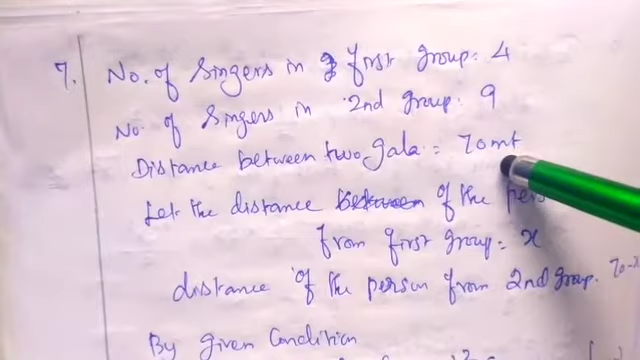 7. No. of Singers in first group: 4
No. of Singers in 2nd group: 9
Distance between two gala = 70mt
Let the distance of the
from first group = x
distance of the person from 2nd group. 70-x
By given Condition